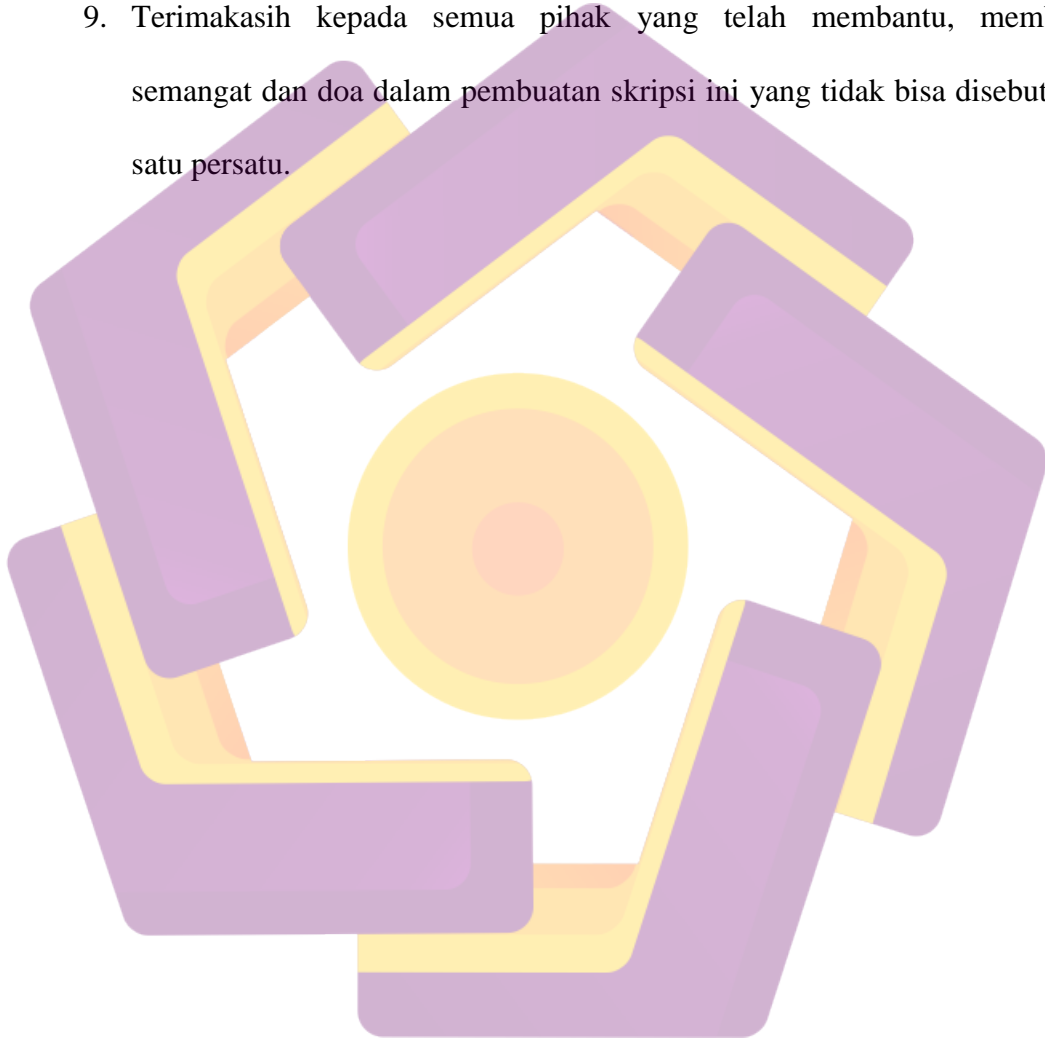 9. Terimakasih kepada semua pihak yang telah membantu,
semangat dan doa dalam pembuatan skripsi ini yang tidak bisa
satu persatu.